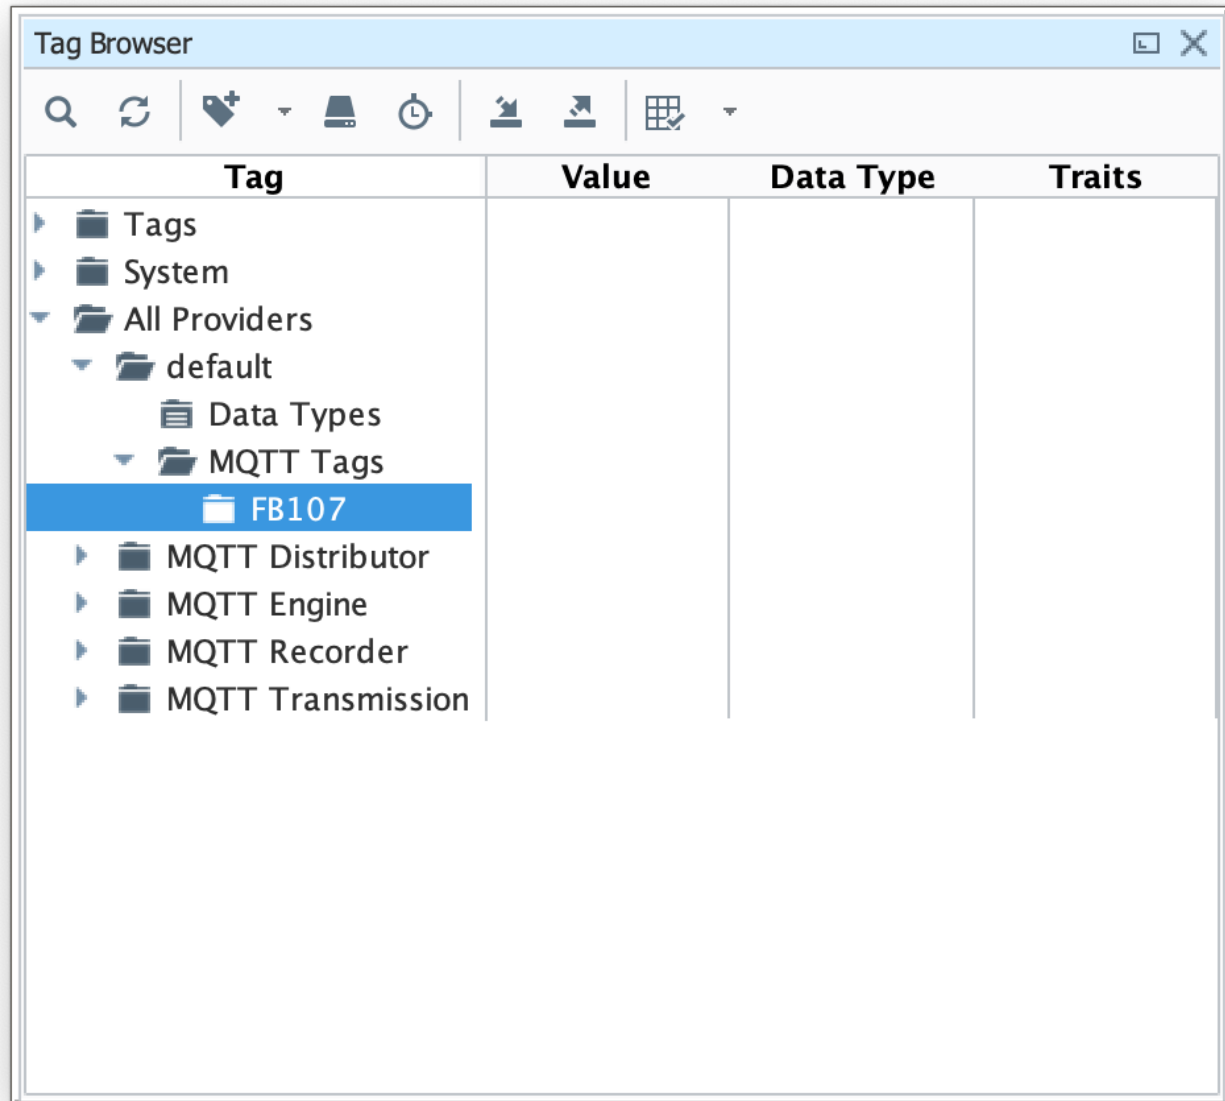 Tag Browser
Tag Value Data Type Traits
Tags
System
All Providers
default
Data Types
MQTT Tags
FB107
MQTT Distributor
MQTT Engine
MQTT Recorder
MQTT Transmission